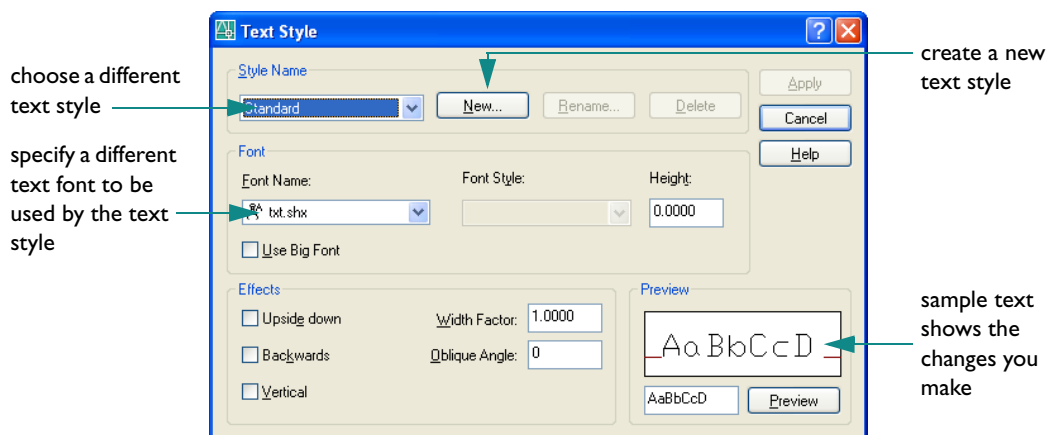 Text Style
choose a different
text style
create a new
text style
Style Name
Standard
New...
Rename...
Delete
Apply
Cancel
Help
specify a different
text font to be
used by the text
style
Font
Font Name:
Font Style:
Height:
txt.shx
0.0000
Use Big Font
Effects
Upside down
Width Factor: 1.0000
Backwards
Oblique Angle: 0
Vertical
Preview
AaBbCcD
AaBbCcD
Preview
sample text
shows the
changes you
make